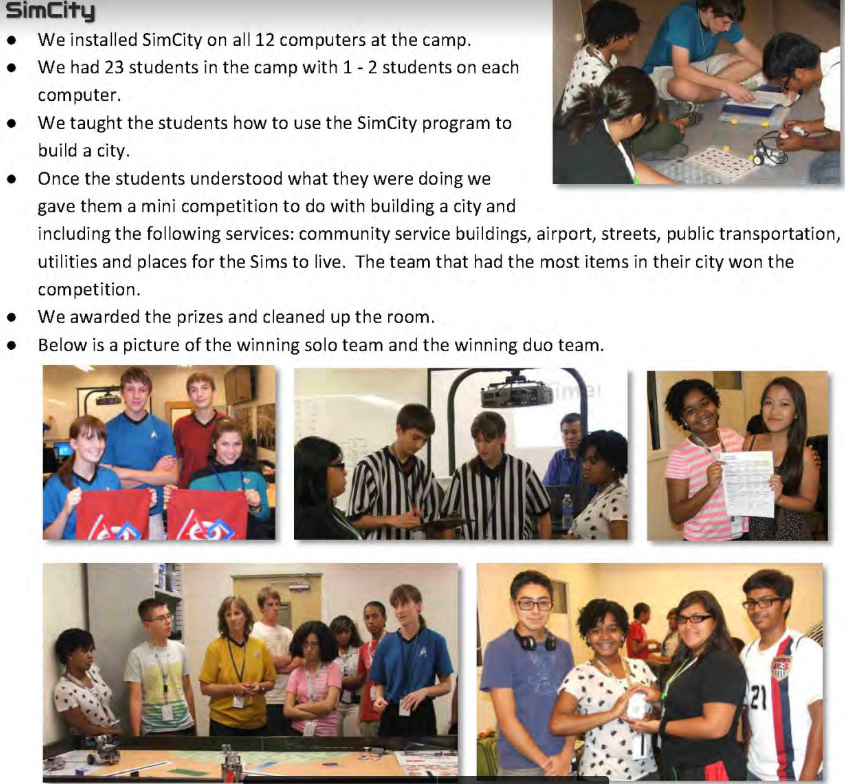 SimCity
● We installed SimCity on all 12 computers at the camp.
● We had 23 students in the camp with 1 - 2 students on each
computer.
● We taught the students how to use the SimCity program to
build a city.
● Once the students understood what they were doing we
gave them a mini competition to do with building a city and
including the following services: community service buildings, airport, streets, public transportation,
utilities and places for the Sims to live.  The team that had the most items in their city won the
competition.
● We awarded the prizes and cleaned up the room.
● Below is a picture of the winning solo team and the winning duo team.
21